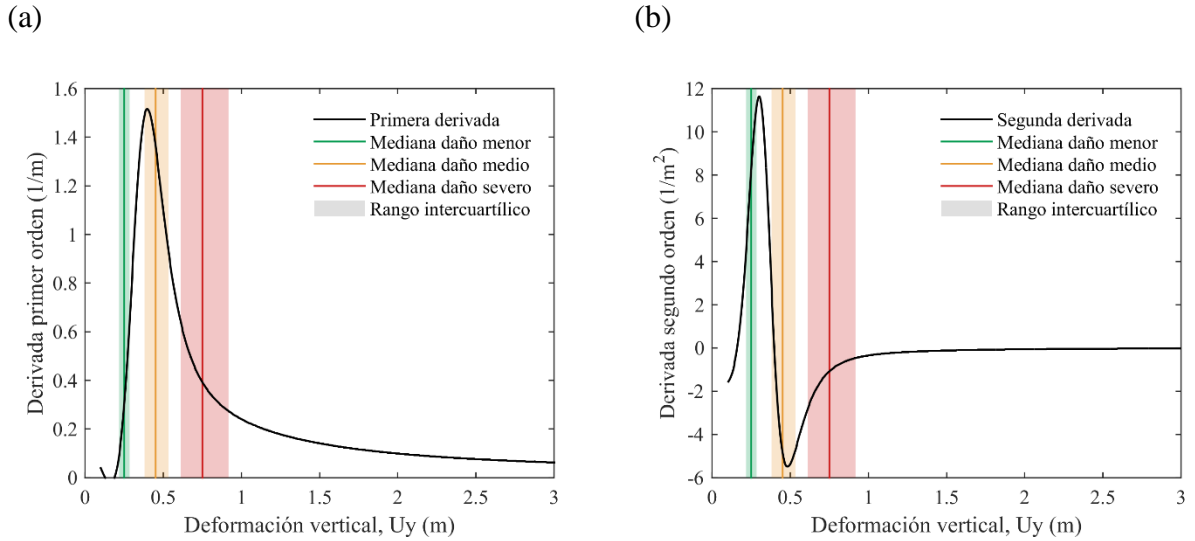 (a)
(b)
1.6
1.4
1.2
1
0.8
0.6
0.4
0.2
0
Derivada primer orden (1/m)
Primera derivada
Mediana daño menor
Mediana daño medio
Mediana daño severo
Rango intercuartílico
0 0.5 1 1.5 2 2.5 3
Deformación vertical, Uy (m)
12
10
8
6
4
2
0
-2
-4
-6
Derivada segundo orden (1/m²)
Segunda derivada
Mediana daño menor
Mediana daño medio
Mediana daño severo
Rango intercuartílico
0 0.5 1 1.5 2 2.5 3
Deformación vertical, Uy (m)